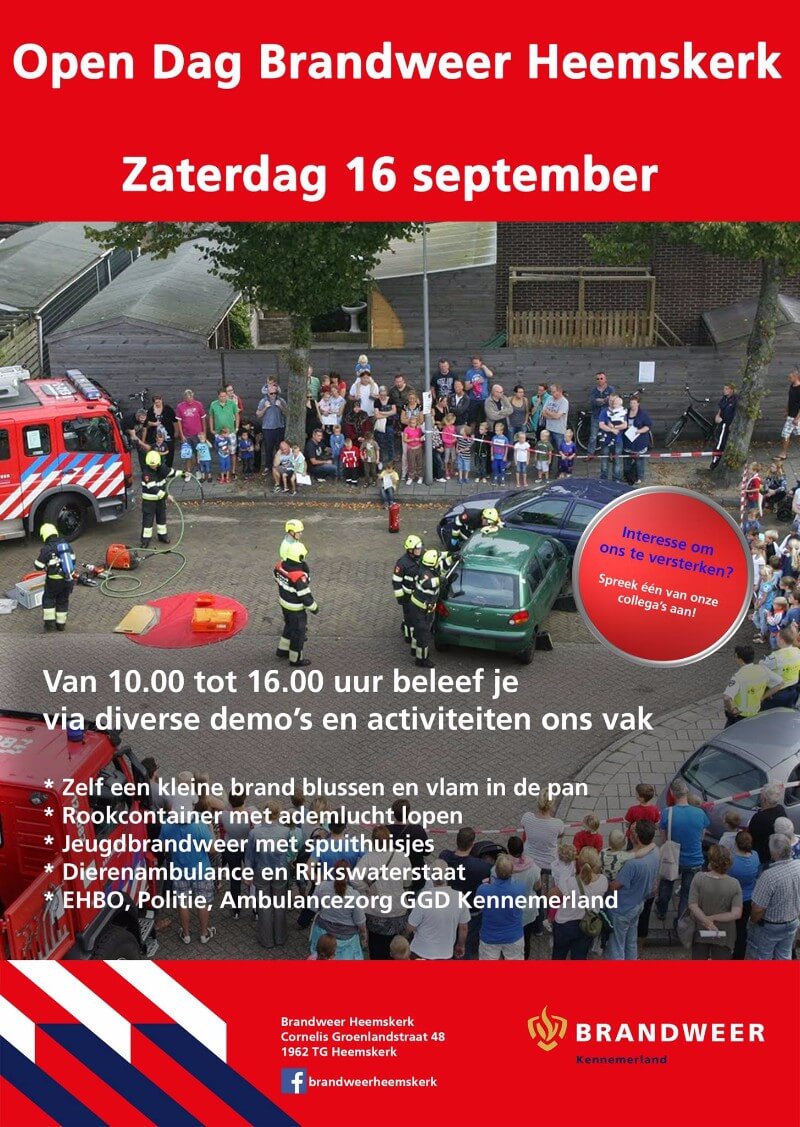 Open Dag Brandweer Heemskerk
Zaterdag 16 september
Interesse om
ons te versterken?
Spreek één van onze
collega's aan!
Van 10.00 tot 16.00 uur beleef je
via diverse demo's en activiteiten ons vak
* Zelf een kleine brand blussen en vlam in de pan
* Rookcontainer met ademlucht lopen
* Jeugdbrandweer met spuithuisjes
* Dierenambulance en Rijkswaterstaat
* EHBO, Politie, Ambulancezorg GGD Kennemerland
Brandweer Heemskerk
Cornelis Groenlandstraat 48
1962 TG Heemskerk
brandweerheemskerk
BRANDWEER
Kennemerland